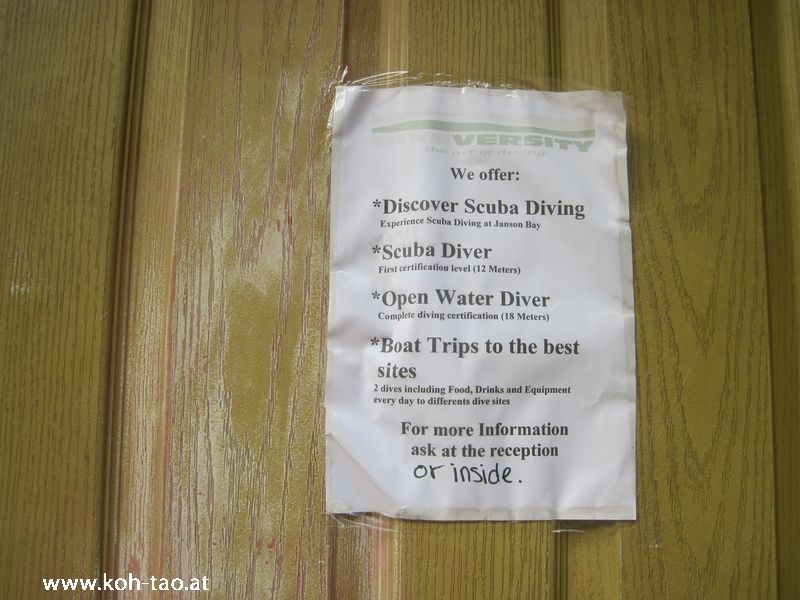 DIVEVERSITY
the art of diving
We offer:
*Discover Scuba Diving
Experience Scuba Diving at Janson Bay
*Scuba Diver
First certification level (12 Meters)
*Open Water Diver
Complete diving certification (18 Meters)
*Boat Trips to the best
sites
2 dives including Food, Drinks and Equipment
every day to differents dive sites
For more Information
ask at the reception
or inside.
www.koh-tao.at